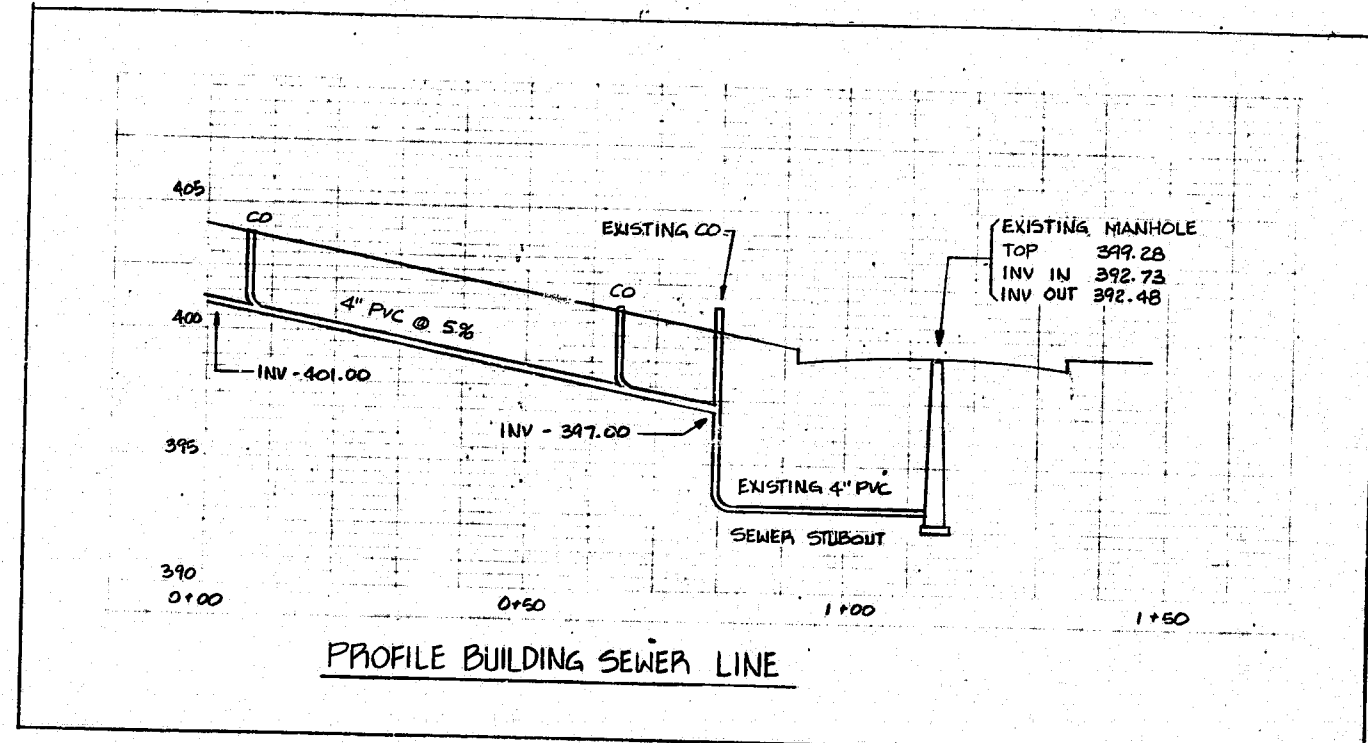 405
CO
EXISTING CO
EXISTING MANHOLE
TOP 399.28
INV IN 392.73
INV OUT 392.48
CO
4" PVC @ 5%
400
INV - 401.00
INV - 397.00
395
EXISTING 4" PVC
SEWER STUBOUT
390
0+00
0+50
1+00
1+50
PROFILE BUILDING SEWER LINE